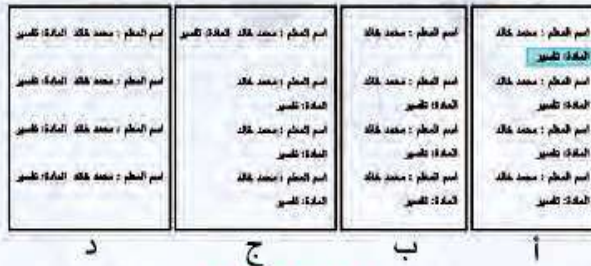 اسم المعلم : محمد خالد
المادة: تفسير
اسم المعلم : محمد خالد
المادة: تفسير
اسم المعلم : محمد خالد
المادة: تفسير
اسم المعلم : محمد خالد
المادة: تفسير
أ
اسم المعلم : محمد خالد
اسم المعلم : محمد خالد
المادة: تفسير
اسم المعلم : محمد خالد
المادة: تفسير
اسم المعلم : محمد خالد
المادة: تفسير
ب
اسم المعلم : محمد خالد المادة: تفسير
اسم المعلم : محمد خالد
المادة: تفسير
اسم المعلم : محمد خالد
المادة: تفسير
اسم المعلم : محمد خالد
المادة: تفسير
ج
اسم المعلم : محمد خالد المادة: تفسير
اسم المعلم : محمد خالد المادة: تفسير
اسم المعلم : محمد خالد المادة: تفسير
اسم المعلم : محمد خالد المادة: تفسير
د